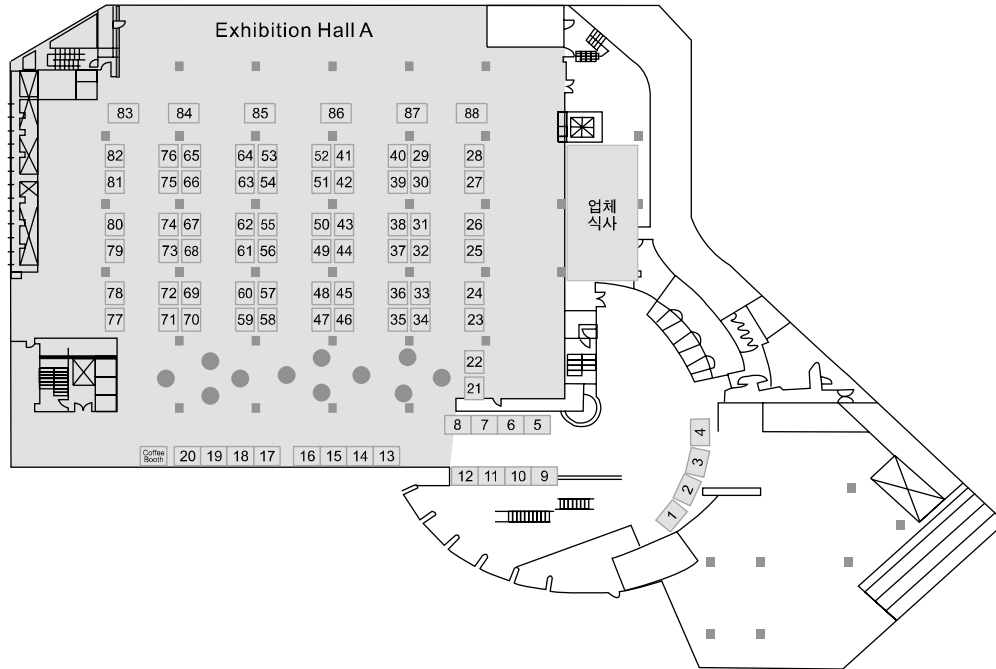 Exhibition Hall A
83 84 85 86 87 88
82 76 65 64 53 52 41 40 29 28
81 75 66 63 54 51 42 39 30 27
업체
식사
80 74 67 62 55 50 43 38 31 26
79 73 68 61 56 49 44 37 32 25
78 72 69 60 57 48 45 36 33 24
77 71 70 59 58 47 46 35 34 23
22
21
8 7 6 5
4
Coffee
Booth
20 19 18 17 16 15 14 13
3
12 11 10 9
2
1